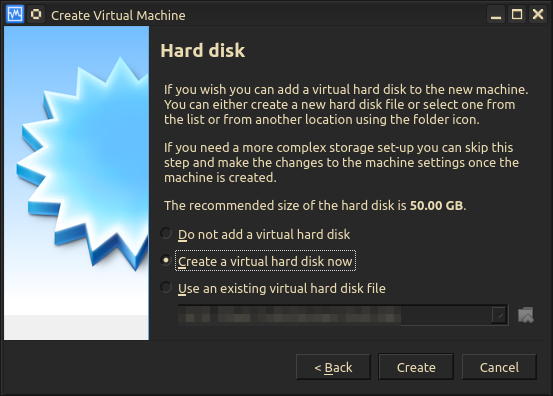 Create Virtual Machine
Hard disk
If you wish you can add a virtual hard disk to the new machine.
You can either create a new hard disk file or select one from
the list or from another location using the folder icon.
If you need a more complex storage set-up you can skip this
step and make the changes to the machine settings once the
machine is created.
The recommended size of the hard disk is 50.00 GB.
Do not add a virtual hard disk
Create a virtual hard disk now
Use an existing virtual hard disk file
< Back
Create
Cancel